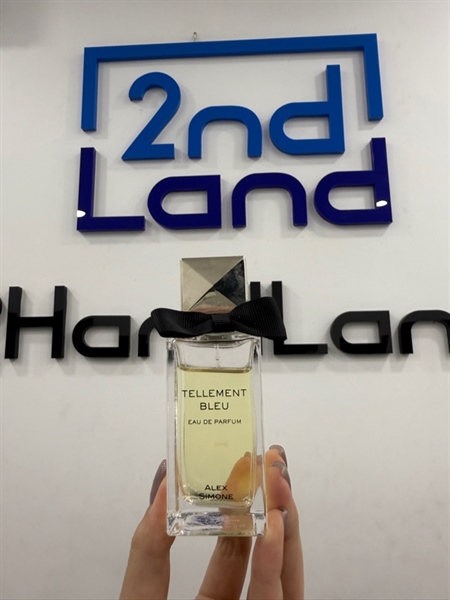 2nd
Land
TELLEMENT
BLEU
EAU DE PARFUM
ALEX
SIMONE